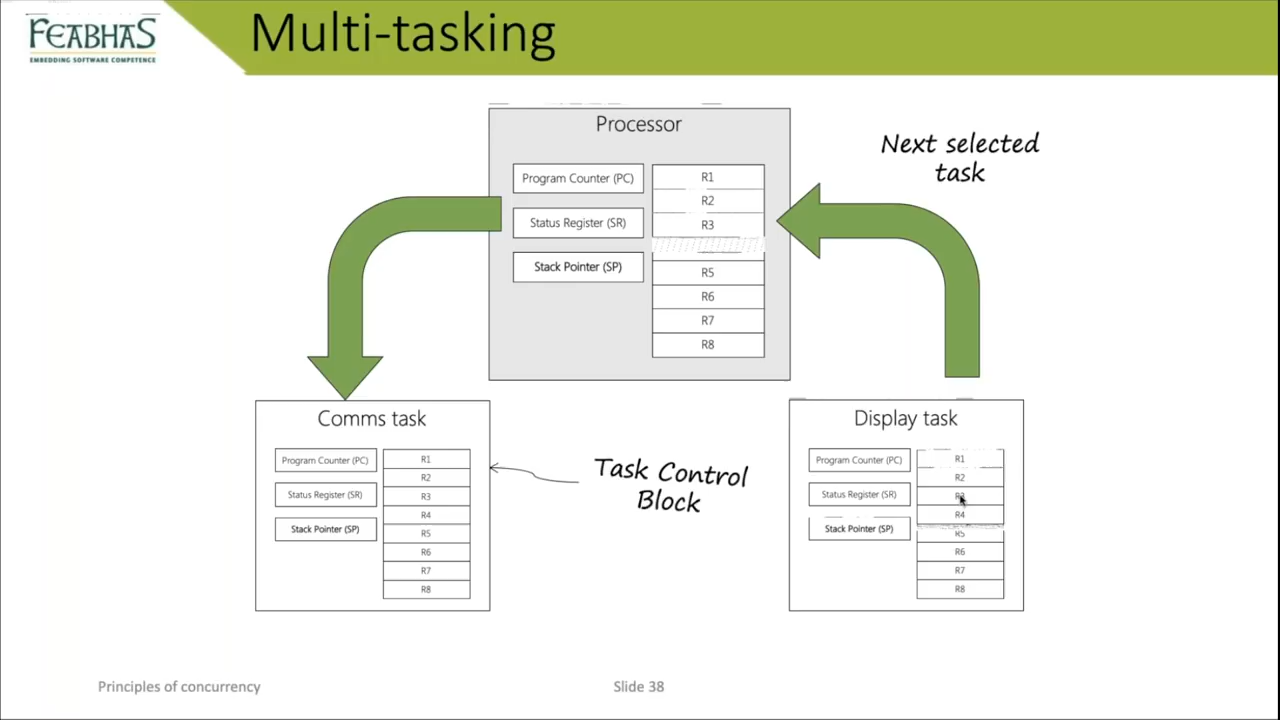 FEABHAS
EMBEDDING SOFTWARE COMPETENCE
Multi-tasking
Processor
Program Counter (PC)
Status Register (SR)
Stack Pointer (SP)
R1
R2
R3
R5
R6
R7
R8
Next selected
task
Comms task
Program Counter (PC)
Status Register (SR)
Stack Pointer (SP)
R1
R2
R3
R4
R5
R6
R7
R8
Task Control
Block
Display task
Program Counter (PC)
Status Register (SR)
Stack Pointer (SP)
R1
R2
R3
R4
R5
R6
R7
R8
Principles of concurrency
Slide 38